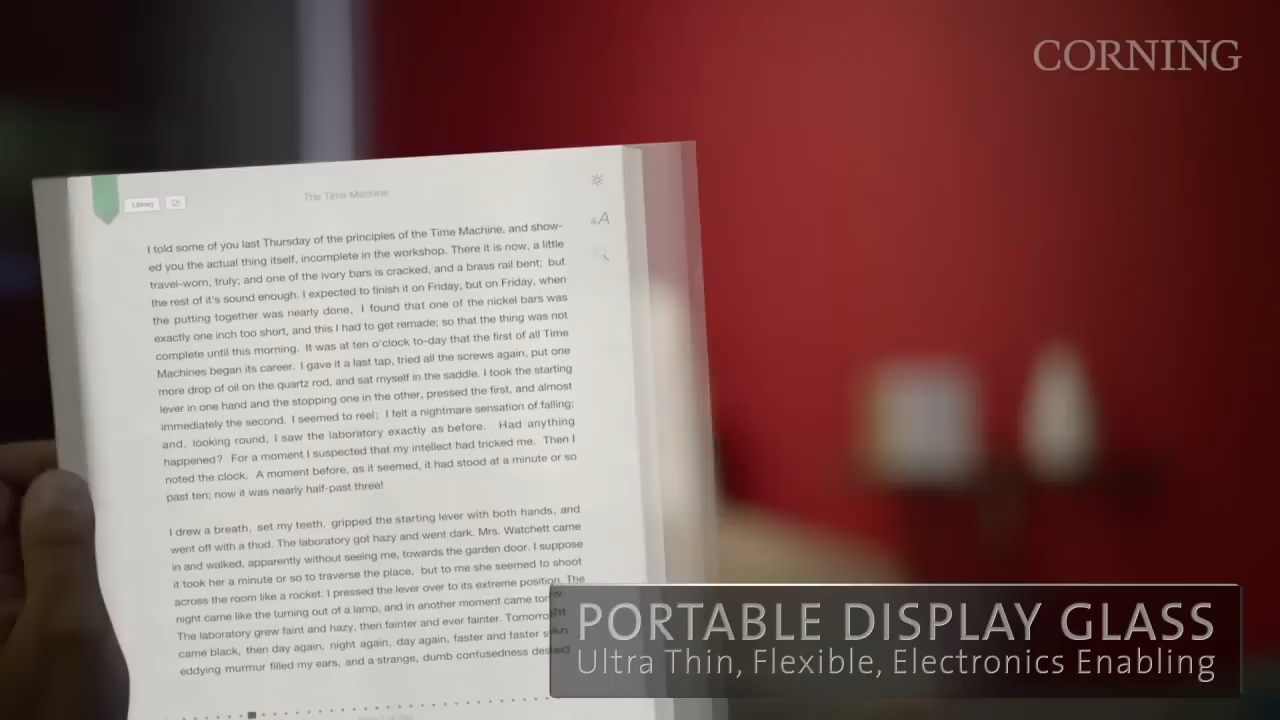 CORNING
The Time Machine
Library
AA
I told some of you last Thursday of the principles of the Time Machine, and show-
ed you the actual thing itself, incomplete in the workshop. There it is now, a little
travel-worn, truly; and one of the ivory bars is cracked, and a brass rail bent; but
the rest of it's sound enough. I expected to finish it on Friday, but on Friday, when
the putting together was nearly done, I found that one of the nickel bars was
exactly one inch too short, and this I had to get remade; so that the thing was not
complete until this morning. It was at ten o'clock to-day that the first of all Time
Machines began its career. I gave it a last tap, tried all the screws again, put one
more drop of oil on the quartz rod, and sat myself in the saddle. I took the starting
lever in one hand and the stopping one in the other, pressed the first, and almost
immediately the second. I seemed to reel; I felt a nightmare sensation of falling;
and, looking round, I saw the laboratory exactly as before. Had anything
happened? For a moment I suspected that my intellect had tricked me. Then I
noted the clock. A moment before, as it seemed, it had stood at a minute or so
past ten; now it was nearly half-past three!
I drew a breath, set my teeth, gripped the starting lever with both hands, and
went off with a thud. The laboratory got hazy and went dark. Mrs. Watchett came
in and walked, apparently without seeing me, towards the garden door. I suppose
it took her a minute or so to traverse the place, but to me she seemed to shoot
across the room like a rocket. I pressed the lever over to its extreme position. The
night came like the turning out of a lamp, and in another moment came
The laboratory grew faint and hazy, then fainter and ever fainter. Tomorrow
came black, then day again, night again, day again, faster and faster
eddying murmur filled my ears, and a strange, dumb confusedness
PORTABLE DISPLAY GLASS
Ultra Thin, Flexible, Electronics Enabling